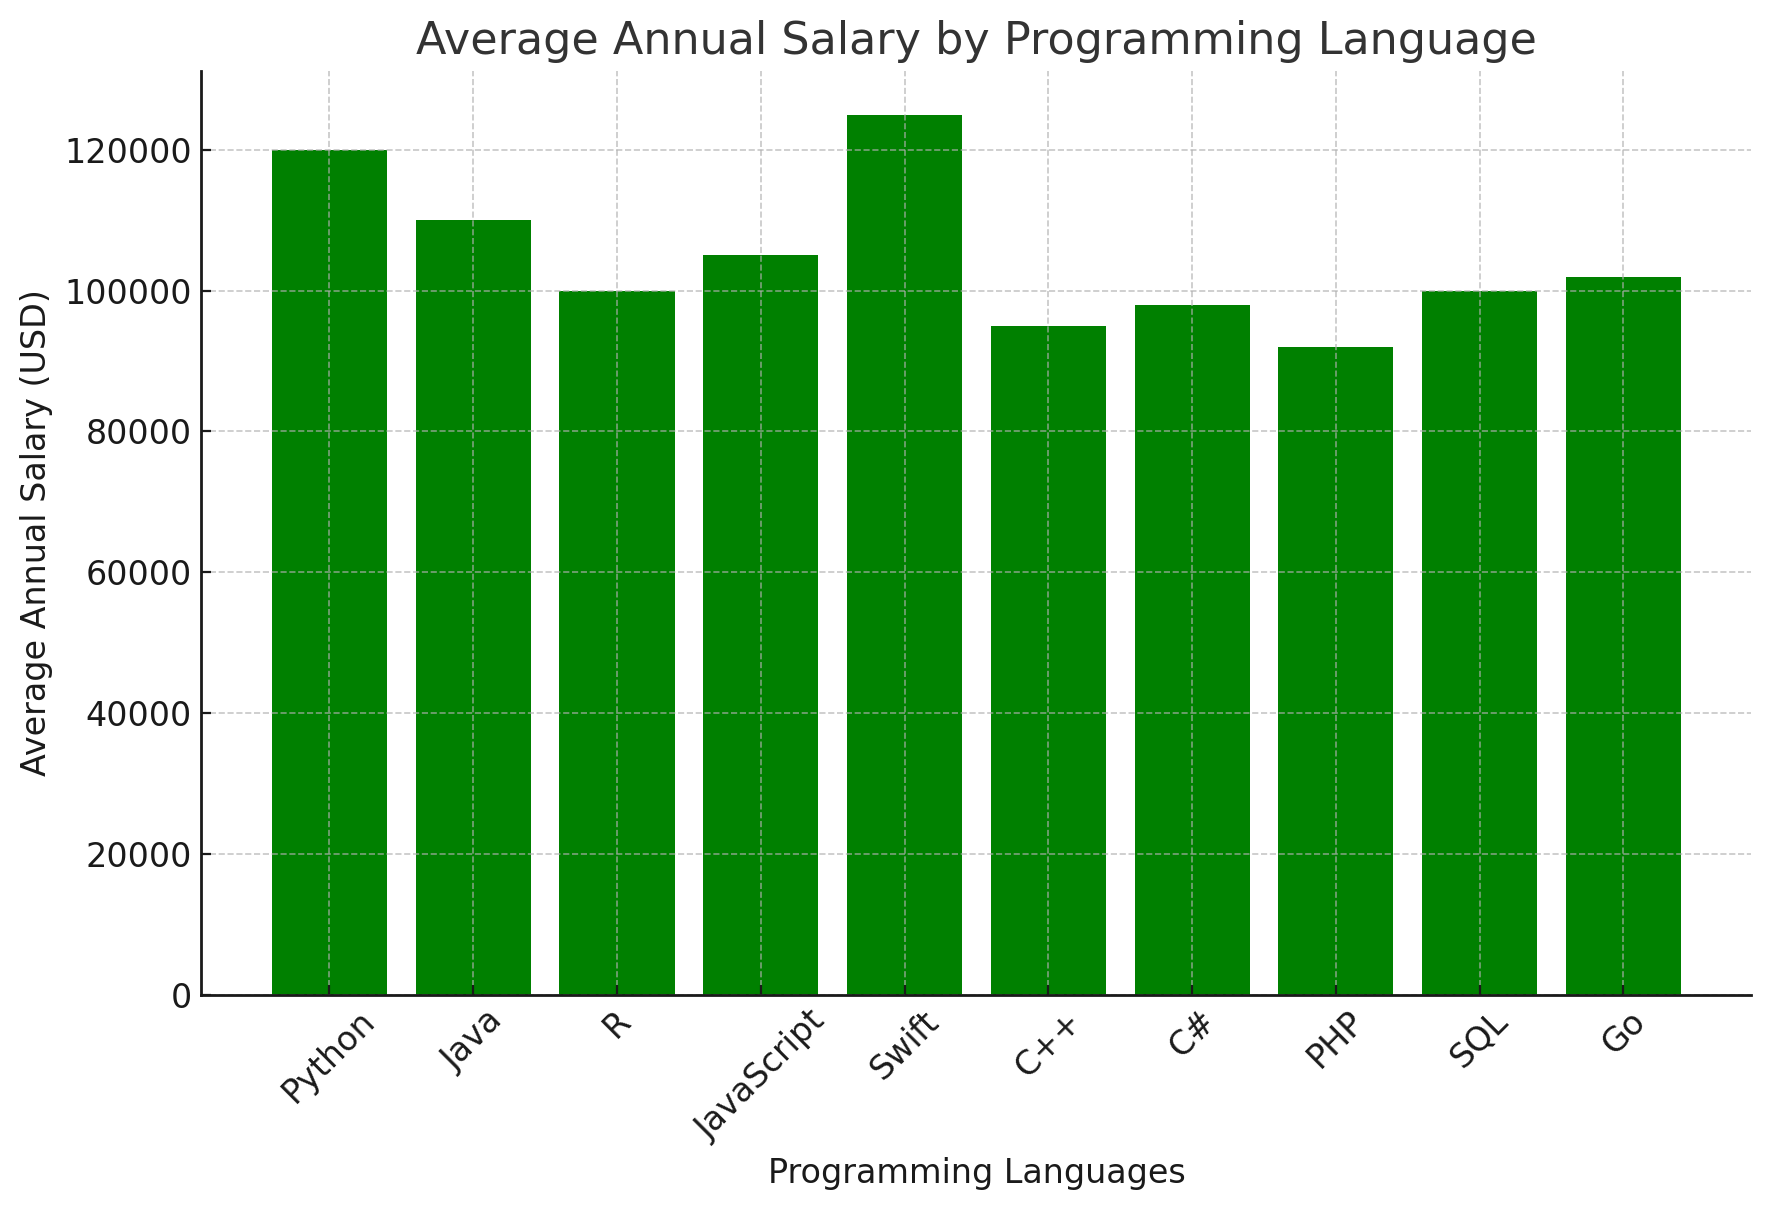 Average Annual Salary by Programming Language
Average Annual Salary (USD)
120000
100000
80000
60000
40000
20000
0
Python
Java
R
JavaScript
Swift
C++
C#
PHP
SQL
Go
Programming Languages